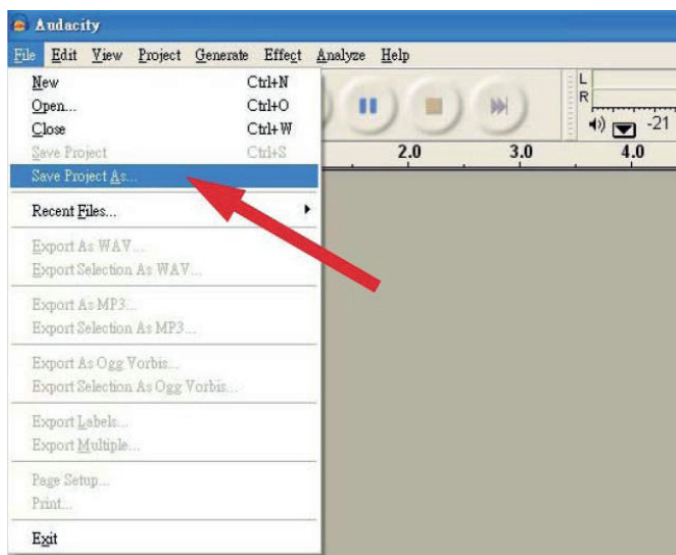 Audacity
File Edit View Project Generate Effect Analyze Help
New Ctrl+N
Open... Ctrl+O
Close Ctrl+W
Save Project Ctrl+S
Save Project As...
Recent Files...
Export As WAV...
Export Selection As WAV...
Export As MP3...
Export Selection As MP3...
Export As Ogg Vorbis...
Export Selection As Ogg Vorbis...
Export Labels...
Export Multiple...
Page Setup...
Print...
Exit
L
R
-21
2.0 3.0 4.0